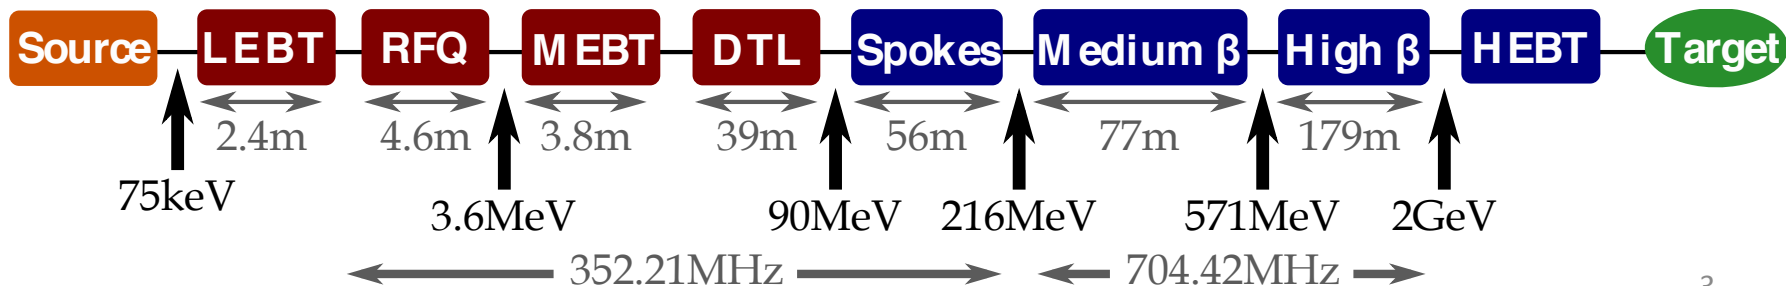 Source LEBT RFQ MEBT DTL Spokes Medium β High β HEBT Target
2.4m 4.6m 3.8m 39m 56m 77m 179m
75keV 3.6MeV 90MeV 216MeV 571MeV 2GeV
352.21MHz 704.42MHz
3